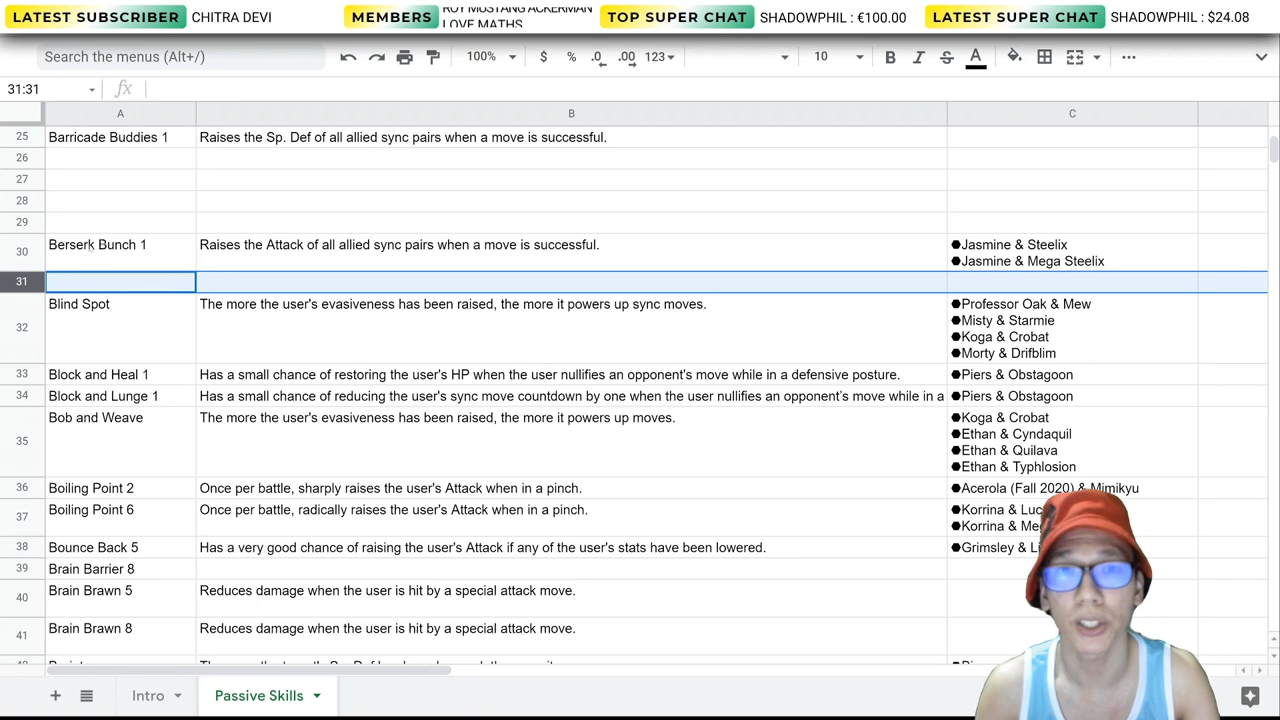 LATEST SUBSCRIBER CHITRA DEVI MEMBERS ROY MUSTANG ACKERMAN TOP SUPER CHAT SHADOWPHIL : €100.00 LATEST SUPER CHAT SHADOWPHIL : $24.08
LOVE MATHS
Search the menus (Alt+/) 100% $ % .0 .00 123 10 B I S A
31:31 fx
A B C
25 Barricade Buddies 1 Raises the Sp. Def of all allied sync pairs when a move is successful.
26
27
28
29
30 Berserk Bunch 1 Raises the Attack of all allied sync pairs when a move is successful. ●Jasmine & Steelix
●Jasmine & Mega Steelix
31
32 Blind Spot The more the user's evasiveness has been raised, the more it powers up sync moves. ●Professor Oak & Mew
●Misty & Starmie
●Koga & Crobat
●Morty & Drifblim
33 Block and Heal 1 Has a small chance of restoring the user's HP when the user nullifies an opponent's move while in a defensive posture. ●Piers & Obstagoon
34 Block and Lunge 1 Has a small chance of reducing the user's sync move countdown by one when the user nullifies an opponent's move while in a ●Piers & Obstagoon
35 Bob and Weave The more the user's evasiveness has been raised, the more it powers up moves. ●Koga & Crobat
●Ethan & Cyndaquil
●Ethan & Quilava
●Ethan & Typhlosion
36 Boiling Point 2 Once per battle, sharply raises the user's Attack when in a pinch. ●Acerola (Fall 2020) & Mimikyu
37 Boiling Point 6 Once per battle, radically raises the user's Attack when in a pinch. ●Korrina & Luc
●Korrina & Me
38 Bounce Back 5 Has a very good chance of raising the user's Attack if any of the user's stats have been lowered. ●Grimsley & Li
39 Brain Barrier 8
40 Brain Brawn 5 Reduces damage when the user is hit by a special attack move.
41 Brain Brawn 8 Reduces damage when the user is hit by a special attack move.
Intro Passive Skills